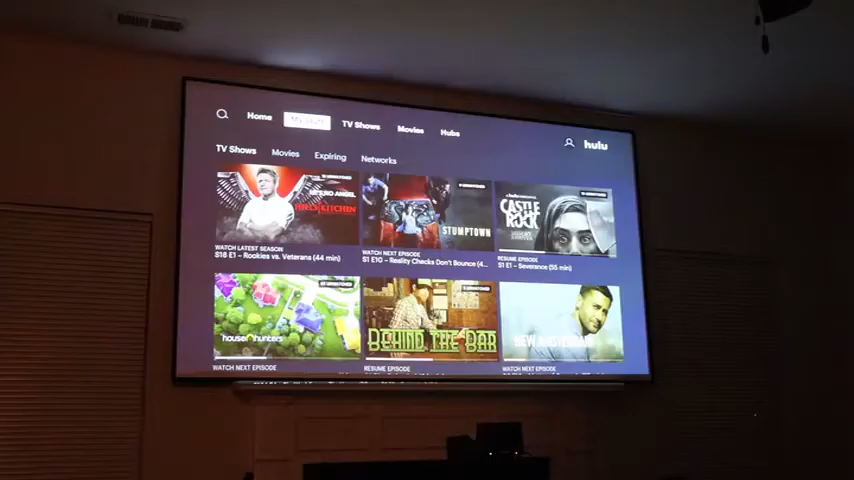 Home My Stuff TV Shows Movies Hubs hulu
TV Shows Movies Expiring Networks
HELL'S KITCHEN
STUMPTOWN
CASTLE ROCK
WATCH LATEST SEASON
S18 E1 - Rookies vs. Veterans (44 min)
WATCH NEXT EPISODE
S1 E10 - Reality Checks Don't Bounce (4...
RESUME EPISODE
S1 E1 - Severance (55 min)
house hunters
BEHIND THE BAR
NEW AMSTERDAM
WATCH NEXT EPISODE
RESUME EPISODE
WATCH NEXT EPISODE